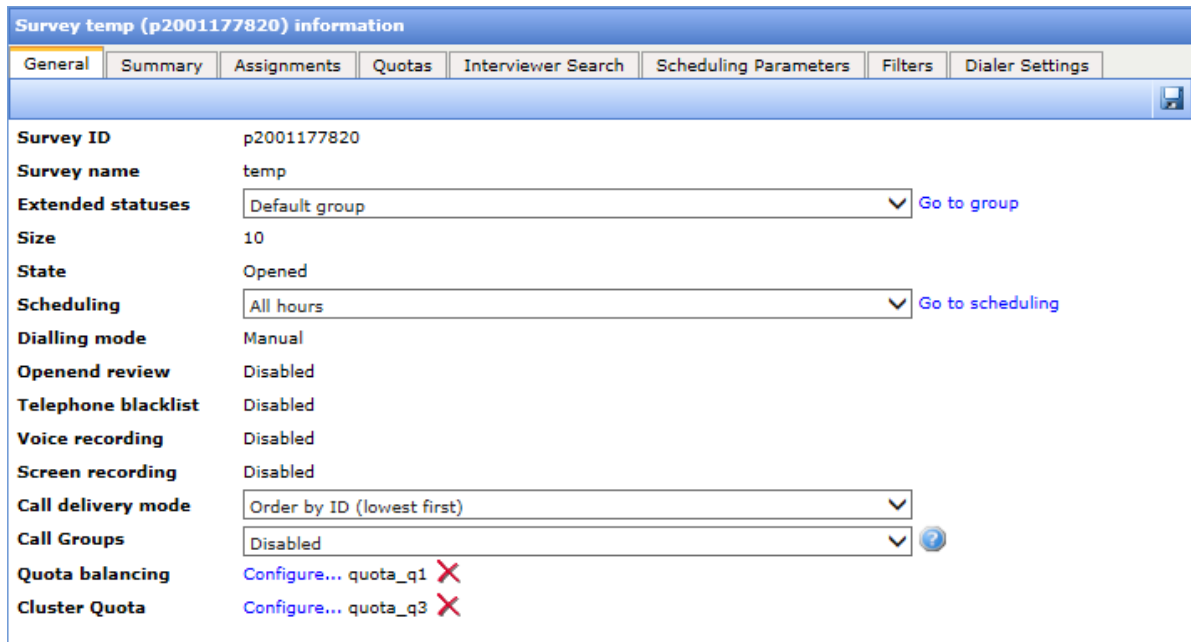 Survey temp (p2001177820) information
General Summary Assignments Quotas Interviewer Search Scheduling Parameters Filters Dialer Settings
Survey ID p2001177820
Survey name temp
Extended statuses Default group Go to group
Size 10
State Opened
Scheduling All hours Go to scheduling
Dialling mode Manual
Openend review Disabled
Telephone blacklist Disabled
Voice recording Disabled
Screen recording Disabled
Call delivery mode Order by ID (lowest first)
Call Groups Disabled ?
Quota balancing Configure... quota_q1
Cluster Quota Configure... quota_q3